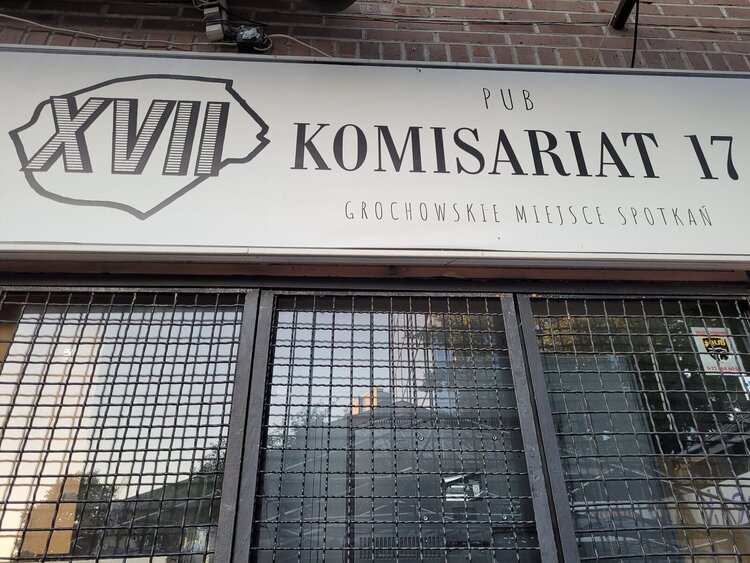 XVII
PUB
KOMISARIAT 17
GROCHOWSKIE MIEJSCE SPOTKAŃ